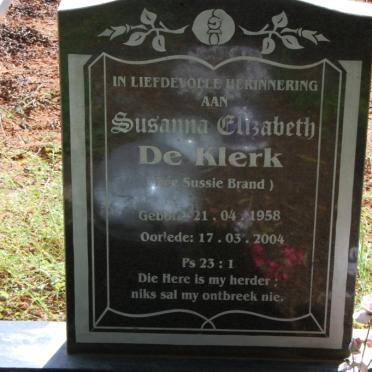 IN LIEFDEVOLLE HERINNERING
AAN
Susanna Elizabeth
De Klerk
Sussie Brand )
Gebore: 21 . 04 . 1958
Oorlede: 17 . 03 . 2004
Ps 23 : 1
Die Here is my herder ;
niks sal my ontbreek nie.